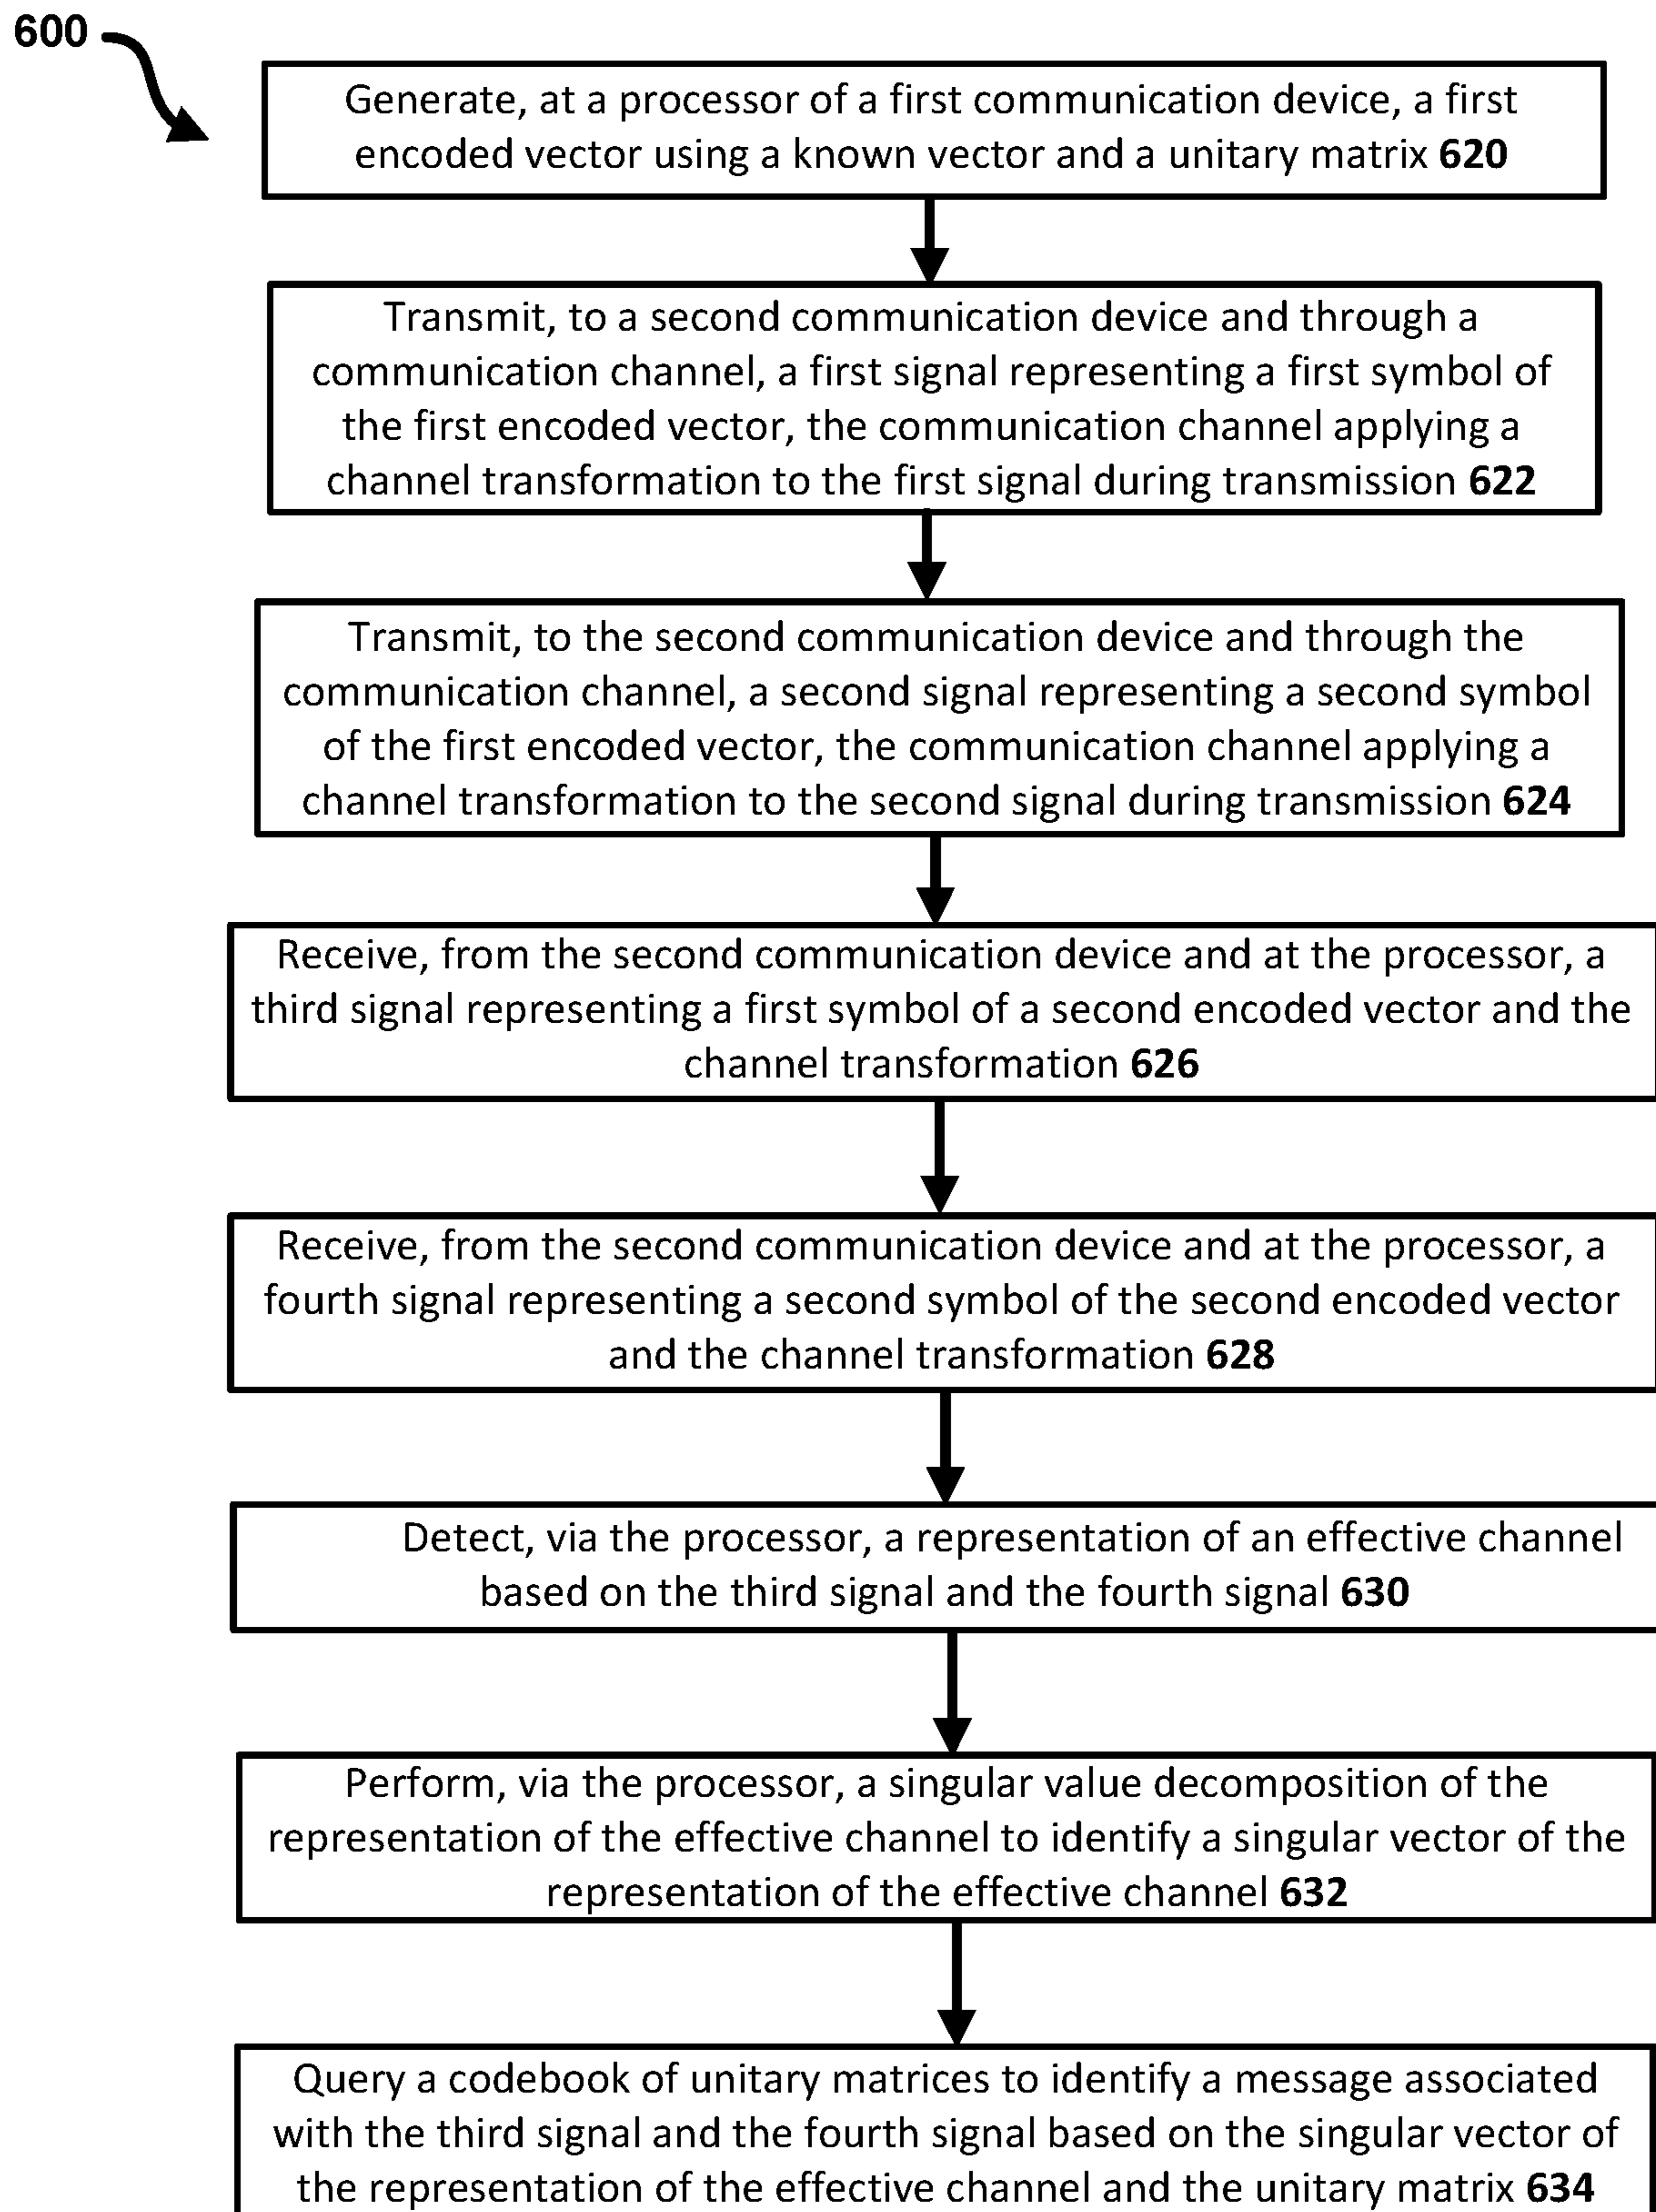 600
Generate, at a processor of a first communication device, a first
encoded vector using a known vector and a unitary matrix 620
Transmit, to a second communication device and through a
communication channel, a first signal representing a first symbol of
the first encoded vector, the communication channel applying a
channel transformation to the first signal during transmission 622
Transmit, to the second communication device and through the
communication channel, a second signal representing a second symbol
of the first encoded vector, the communication channel applying a
channel transformation to the second signal during transmission 624
Receive, from the second communication device and at the processor, a
third signal representing a first symbol of a second encoded vector and the
channel transformation 626
Receive, from the second communication device and at the processor, a
fourth signal representing a second symbol of the second encoded vector
and the channel transformation 628
Detect, via the processor, a representation of an effective channel
based on the third signal and the fourth signal 630
Perform, via the processor, a singular value decomposition of the
representation of the effective channel to identify a singular vector of the
representation of the effective channel 632
Query a codebook of unitary matrices to identify a message associated
with the third signal and the fourth signal based on the singular vector of
the representation of the effective channel and the unitary matrix 634